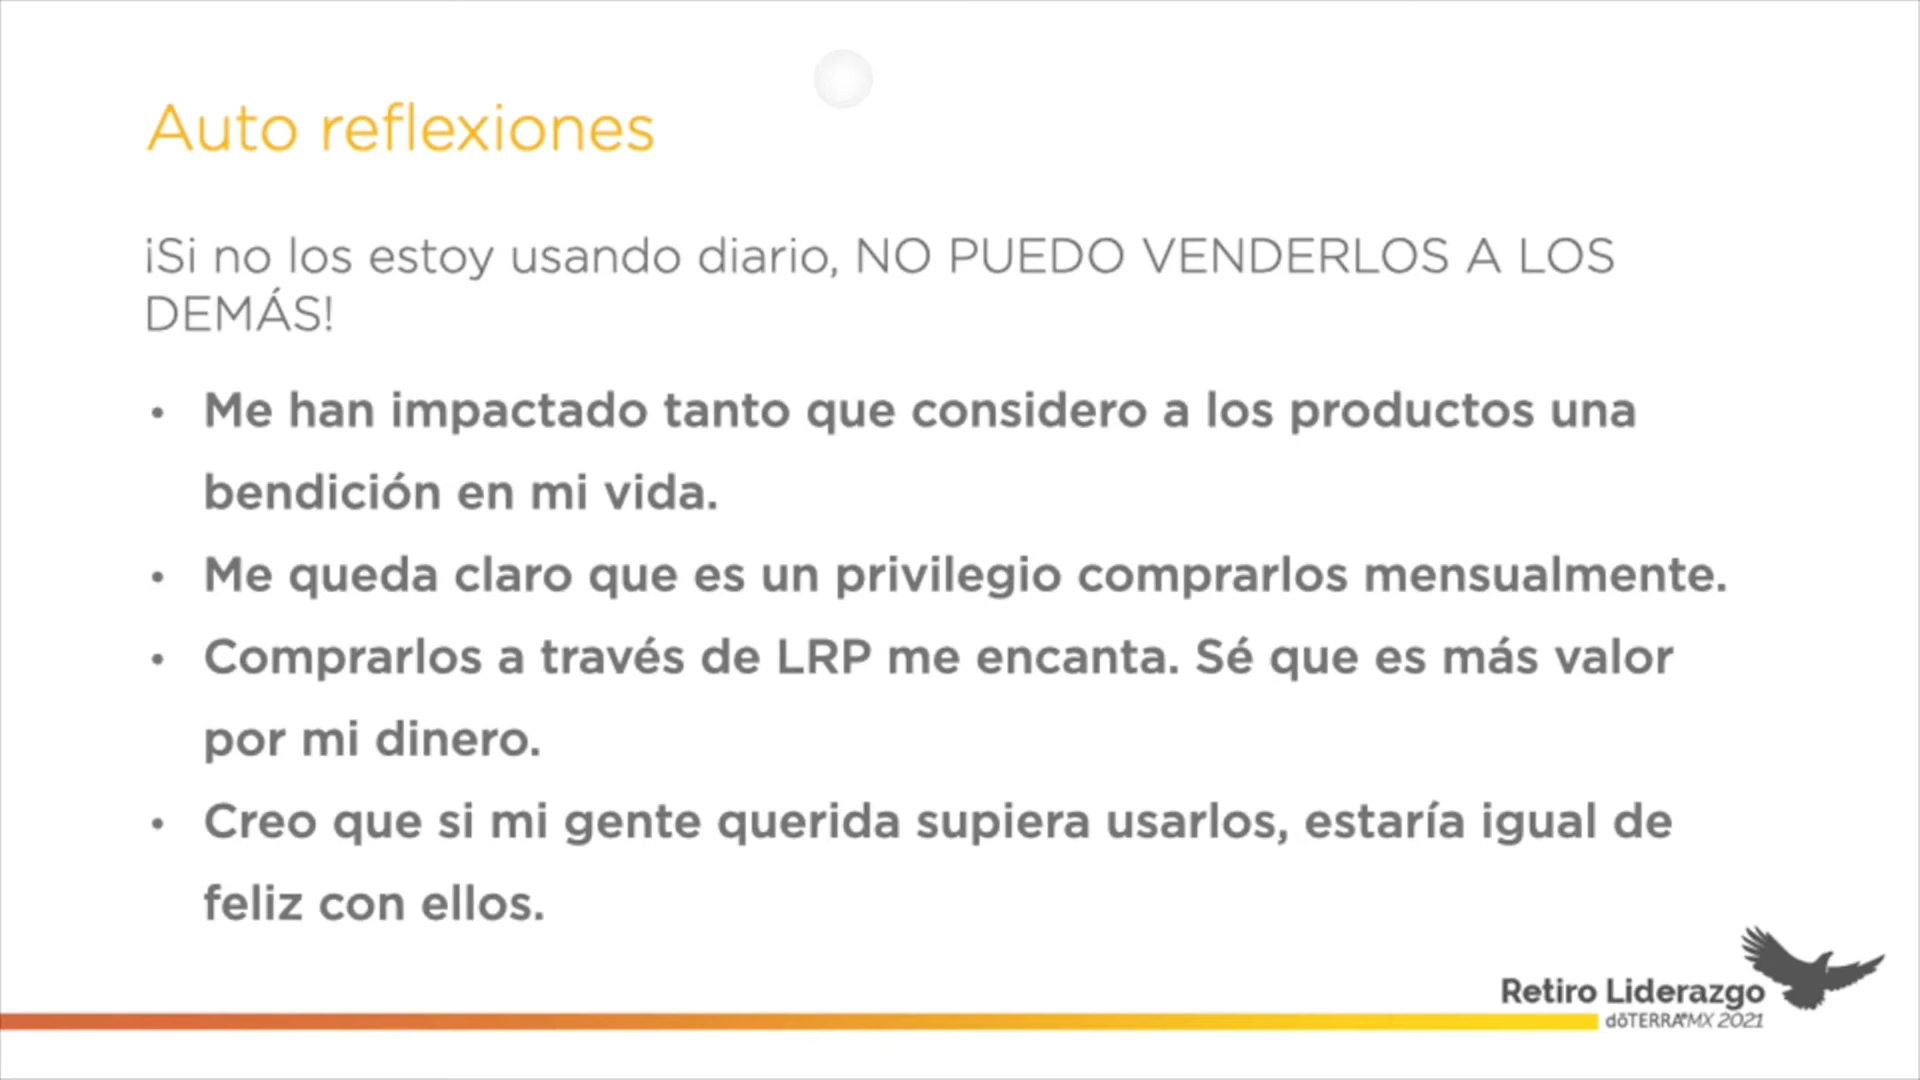 Auto reflexiones
¡Si no los estoy usando diario, NO PUEDO VENDERLOS A LOS
DEMÁS!
• Me han impactado tanto que considero a los productos una
bendición en mi vida.
• Me queda claro que es un privilegio comprarlos mensualmente.
• Comprarlos a través de LRP me encanta. Sé que es más valor
por mi dinero.
• Creo que si mi gente querida supiera usarlos, estaría igual de
feliz con ellos.
Retiro Liderazgo
dōTERRA®MX 2021